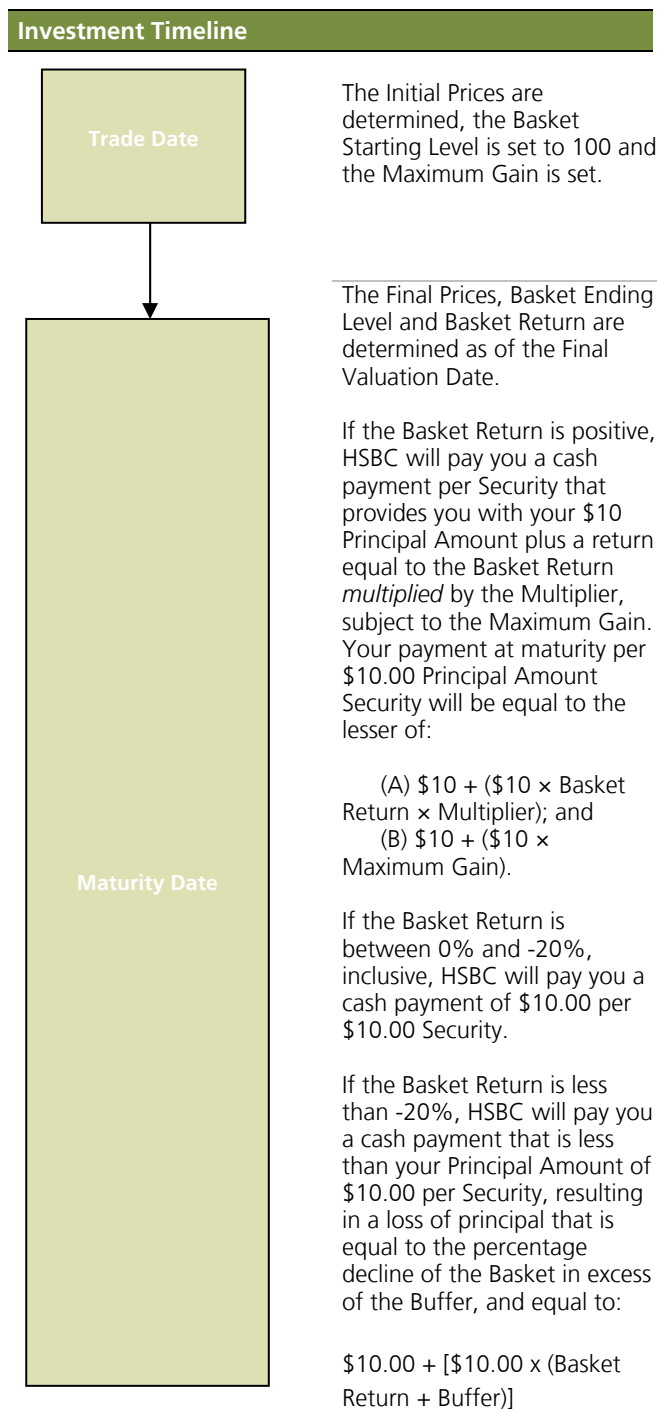 Investment Timeline
Trade Date
The Initial Prices are
determined, the Basket
Starting Level is set to 100 and
the Maximum Gain is set.
The Final Prices, Basket Ending
Level and Basket Return are
determined as of the Final
Valuation Date.
If the Basket Return is positive,
HSBC will pay you a cash
payment per Security that
provides you with your $10
Principal Amount plus a return
equal to the Basket Return
multiplied by the Multiplier,
subject to the Maximum Gain.
Your payment at maturity per
$10.00 Principal Amount
Security will be equal to the
lesser of:
(A) $10 + ($10 × Basket
Return × Multiplier); and
(B) $10 + ($10 ×
Maximum Gain).
Maturity Date
If the Basket Return is
between 0% and -20%,
inclusive, HSBC will pay you a
cash payment of $10.00 per
$10.00 Security.
If the Basket Return is less
than -20%, HSBC will pay you
a cash payment that is less
than your Principal Amount of
$10.00 per Security, resulting
in a loss of principal that is
equal to the percentage
decline of the Basket in excess
of the Buffer, and equal to:
$10.00 + [$10.00 x (Basket
Return + Buffer)]